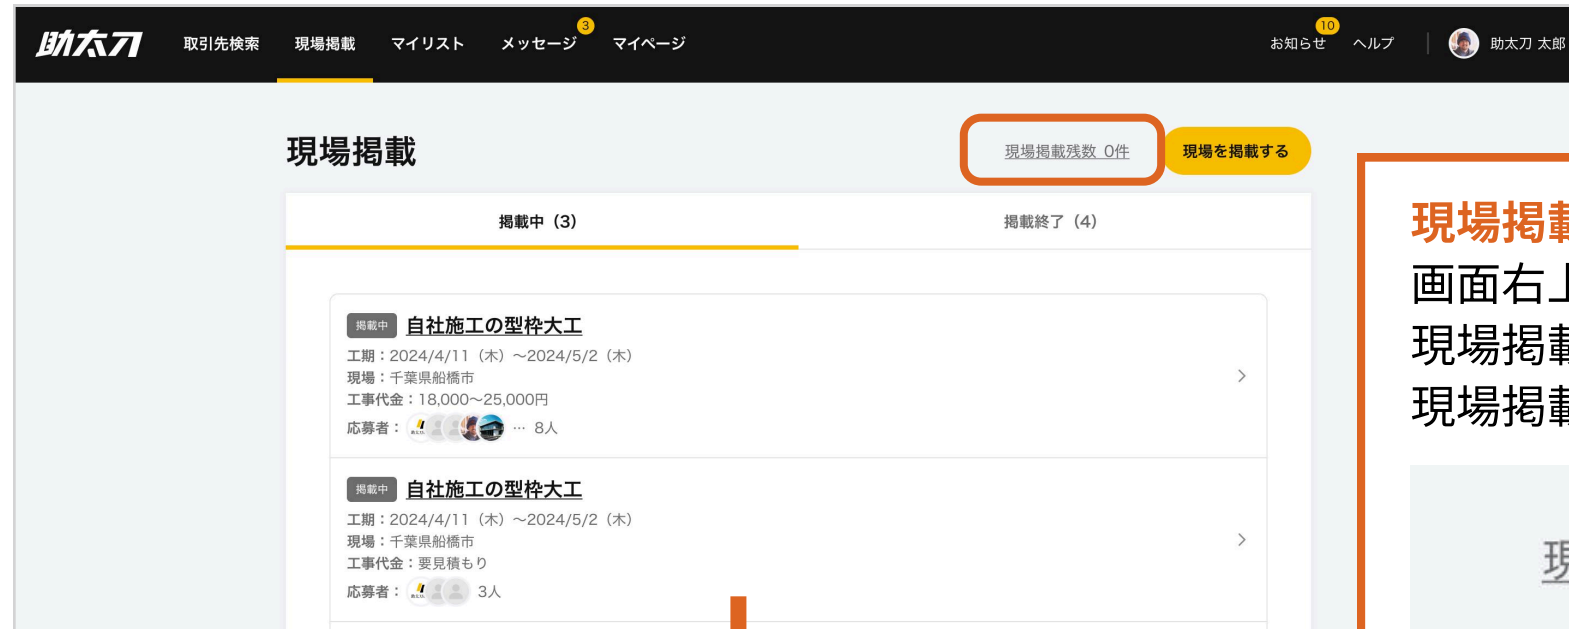 助太刀 取引先検索 現場掲載 マイリスト メッセージ 3 マイページ お知らせ 10 ヘルプ 助太刀 太郎
現場掲載 現場掲載残数 0件 現場を掲載する
掲載中（3） 掲載終了（4）
掲載中 自社施工の型枠大工
工期：2024/4/11（木）〜2024/5/2（木）
現場：千葉県船橋市
工事代金：18,000〜25,000円
応募者： … 8人
掲載中 自社施工の型枠大工
工期：2024/4/11（木）〜2024/5/2（木）
現場：千葉県船橋市
工事代金：要見積もり
応募者： 3人
現場掲載
画面右上
現場掲載
現場掲載
現